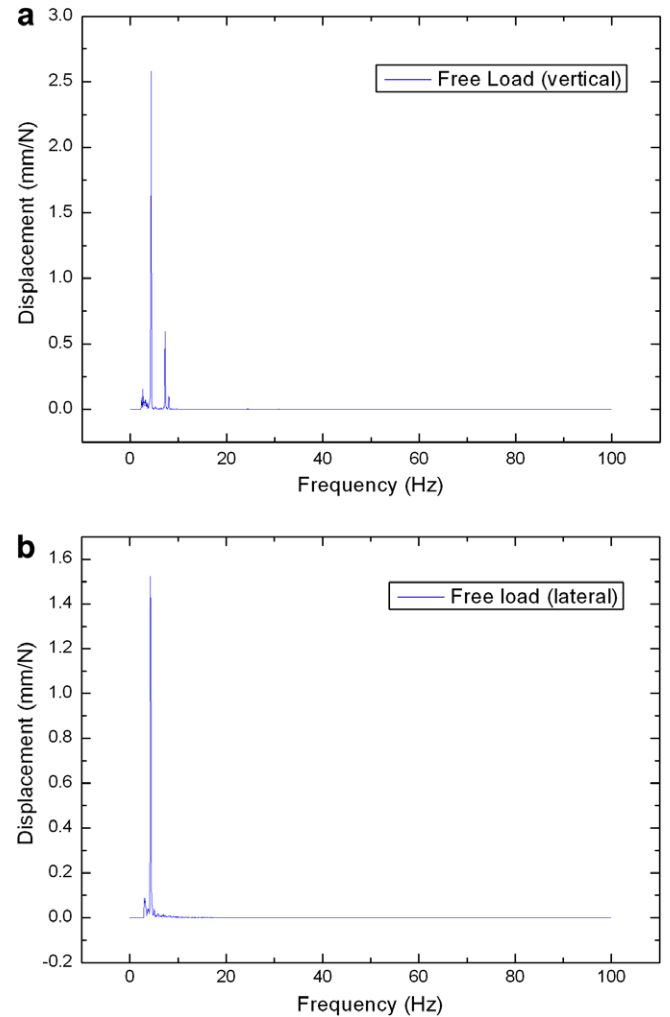 a
3.0
2.5
2.0
1.5
1.0
0.5
0.0
Displacement (mm/N)
Free Load (vertical)
0 20 40 60 80 100
Frequency (Hz)
b
1.6
1.4
1.2
1.0
0.8
0.6
0.4
0.2
0.0
-0.2
Displacement (mm/N)
Free load (lateral)
0 20 40 60 80 100
Frequency (Hz)